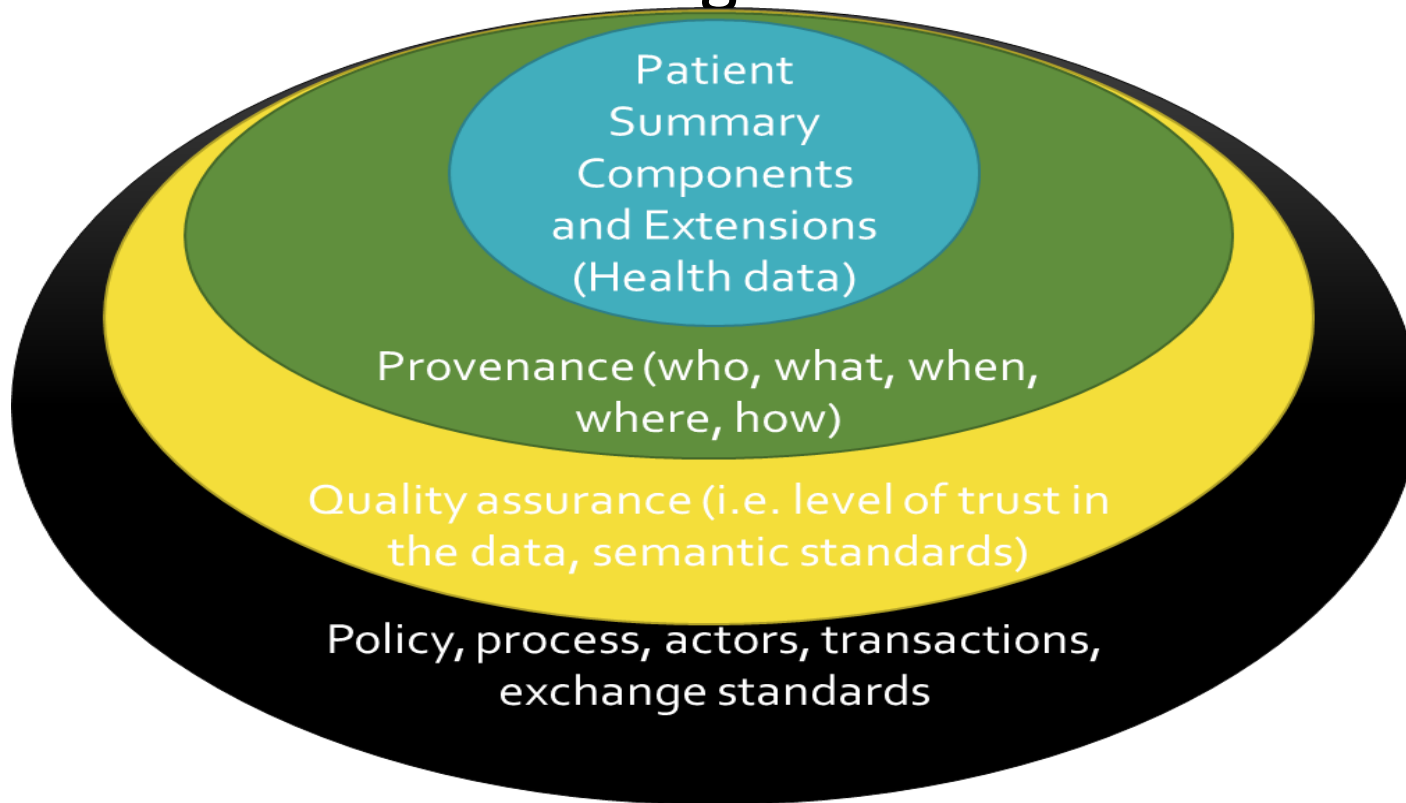 Patient
Summary
Components
and Extensions
(Health data)
Provenance (who, what, when,
where, how)
Quality assurance (i.e. level of trust in
the data, semantic standards)
Policy, process, actors, transactions,
exchange standards